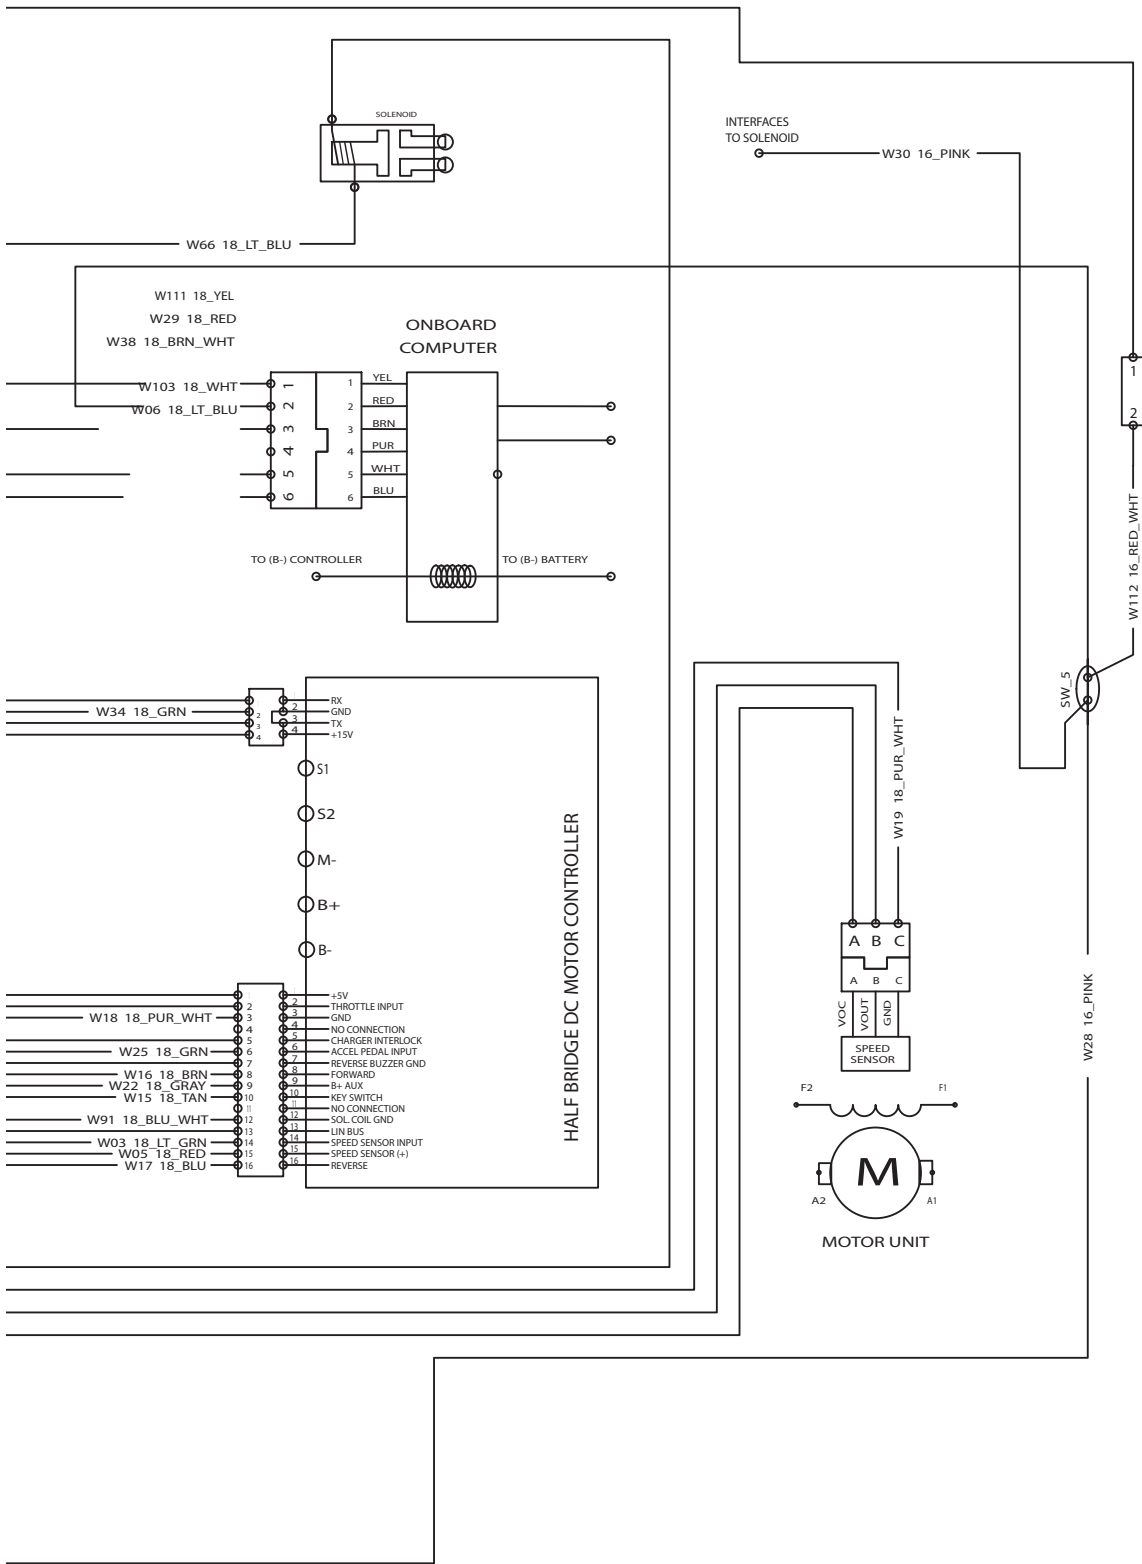 SOLENOID
INTERFACES
TO SOLENOID
W30 16_PINK
W66 18_LT_BLU
W111 18_YEL
W29 18_RED
W38 18_BRN_WHT
ONBOARD
COMPUTER
W103 18_WHT
W06 18_LT_BLU
1
2
3
4
5
6
1
2
3
4
5
6
YEL
RED
BRN
PUR
WHT
BLU
1
2
W112 16_RED_WHT
TO (B-) CONTROLLER
TO (B-) BATTERY
SW_5
W34 18_GRN
2
3
4
2
3
4
RX
GND
TX
+15V
S1
S2
M-
B+
B-
HALF BRIDGE DC MOTOR CONTROLLER
W19 18_PUR_WHT
A B C
A B C
VOC
VOUT
GND
SPEED
SENSOR
W28 16_PINK
W18 18_PUR_WHT
W25 18_GRN
W16 18_BRN
W22 18_GRAY
W15 18_TAN
W91 18_BLU_WHT
W03 18_LT_GRN
W05 18_RED
W17 18_BLU
2
3
4
5
6
7
8
9
10
11
12
13
14
15
16
2
3
4
5
6
7
8
9
10
11
12
13
14
15
16
+5V
THROTTLE INPUT
GND
NO CONNECTION
CHARGER INTERLOCK
ACCEL PEDAL INPUT
REVERSE BUZZER GND
FORWARD
B+ AUX
KEY SWITCH
NO CONNECTION
SOL. COIL GND
LIN BUS
SPEED SENSOR INPUT
SPEED SENSOR (+)
REVERSE
F2
F1
M
A2
A1
MOTOR UNIT